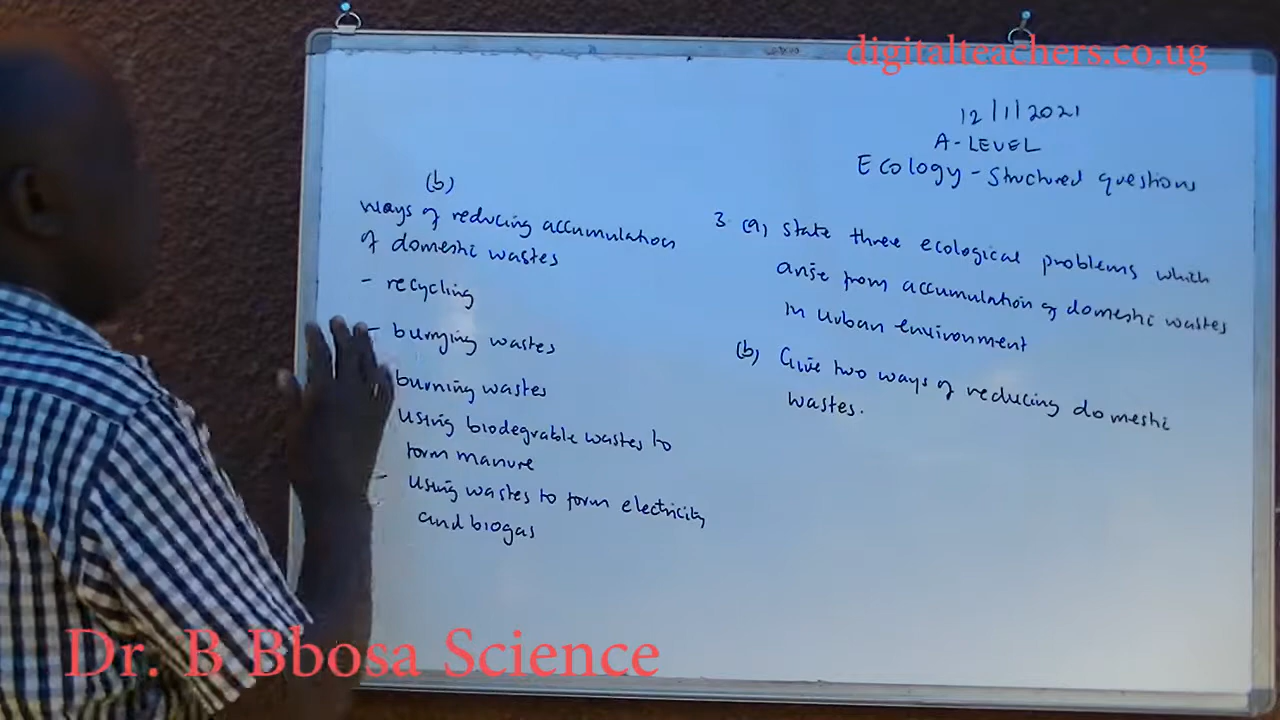 digitalteachers.co.ug
12/1/2021
A-LEVEL
Ecology - Structured questions
3. (a) State three ecological problems which
arise from accumulation of domestic wastes
in urban environment
(b) Give two ways of reducing domestic
wastes.
(b)
ways of reducing accumulation
of domestic wastes
- recycling
- burrying wastes
burning wastes
using biodegrable wastes to
form manure
- using wastes to form electricity
and biogas
Dr. B Bbosa Science